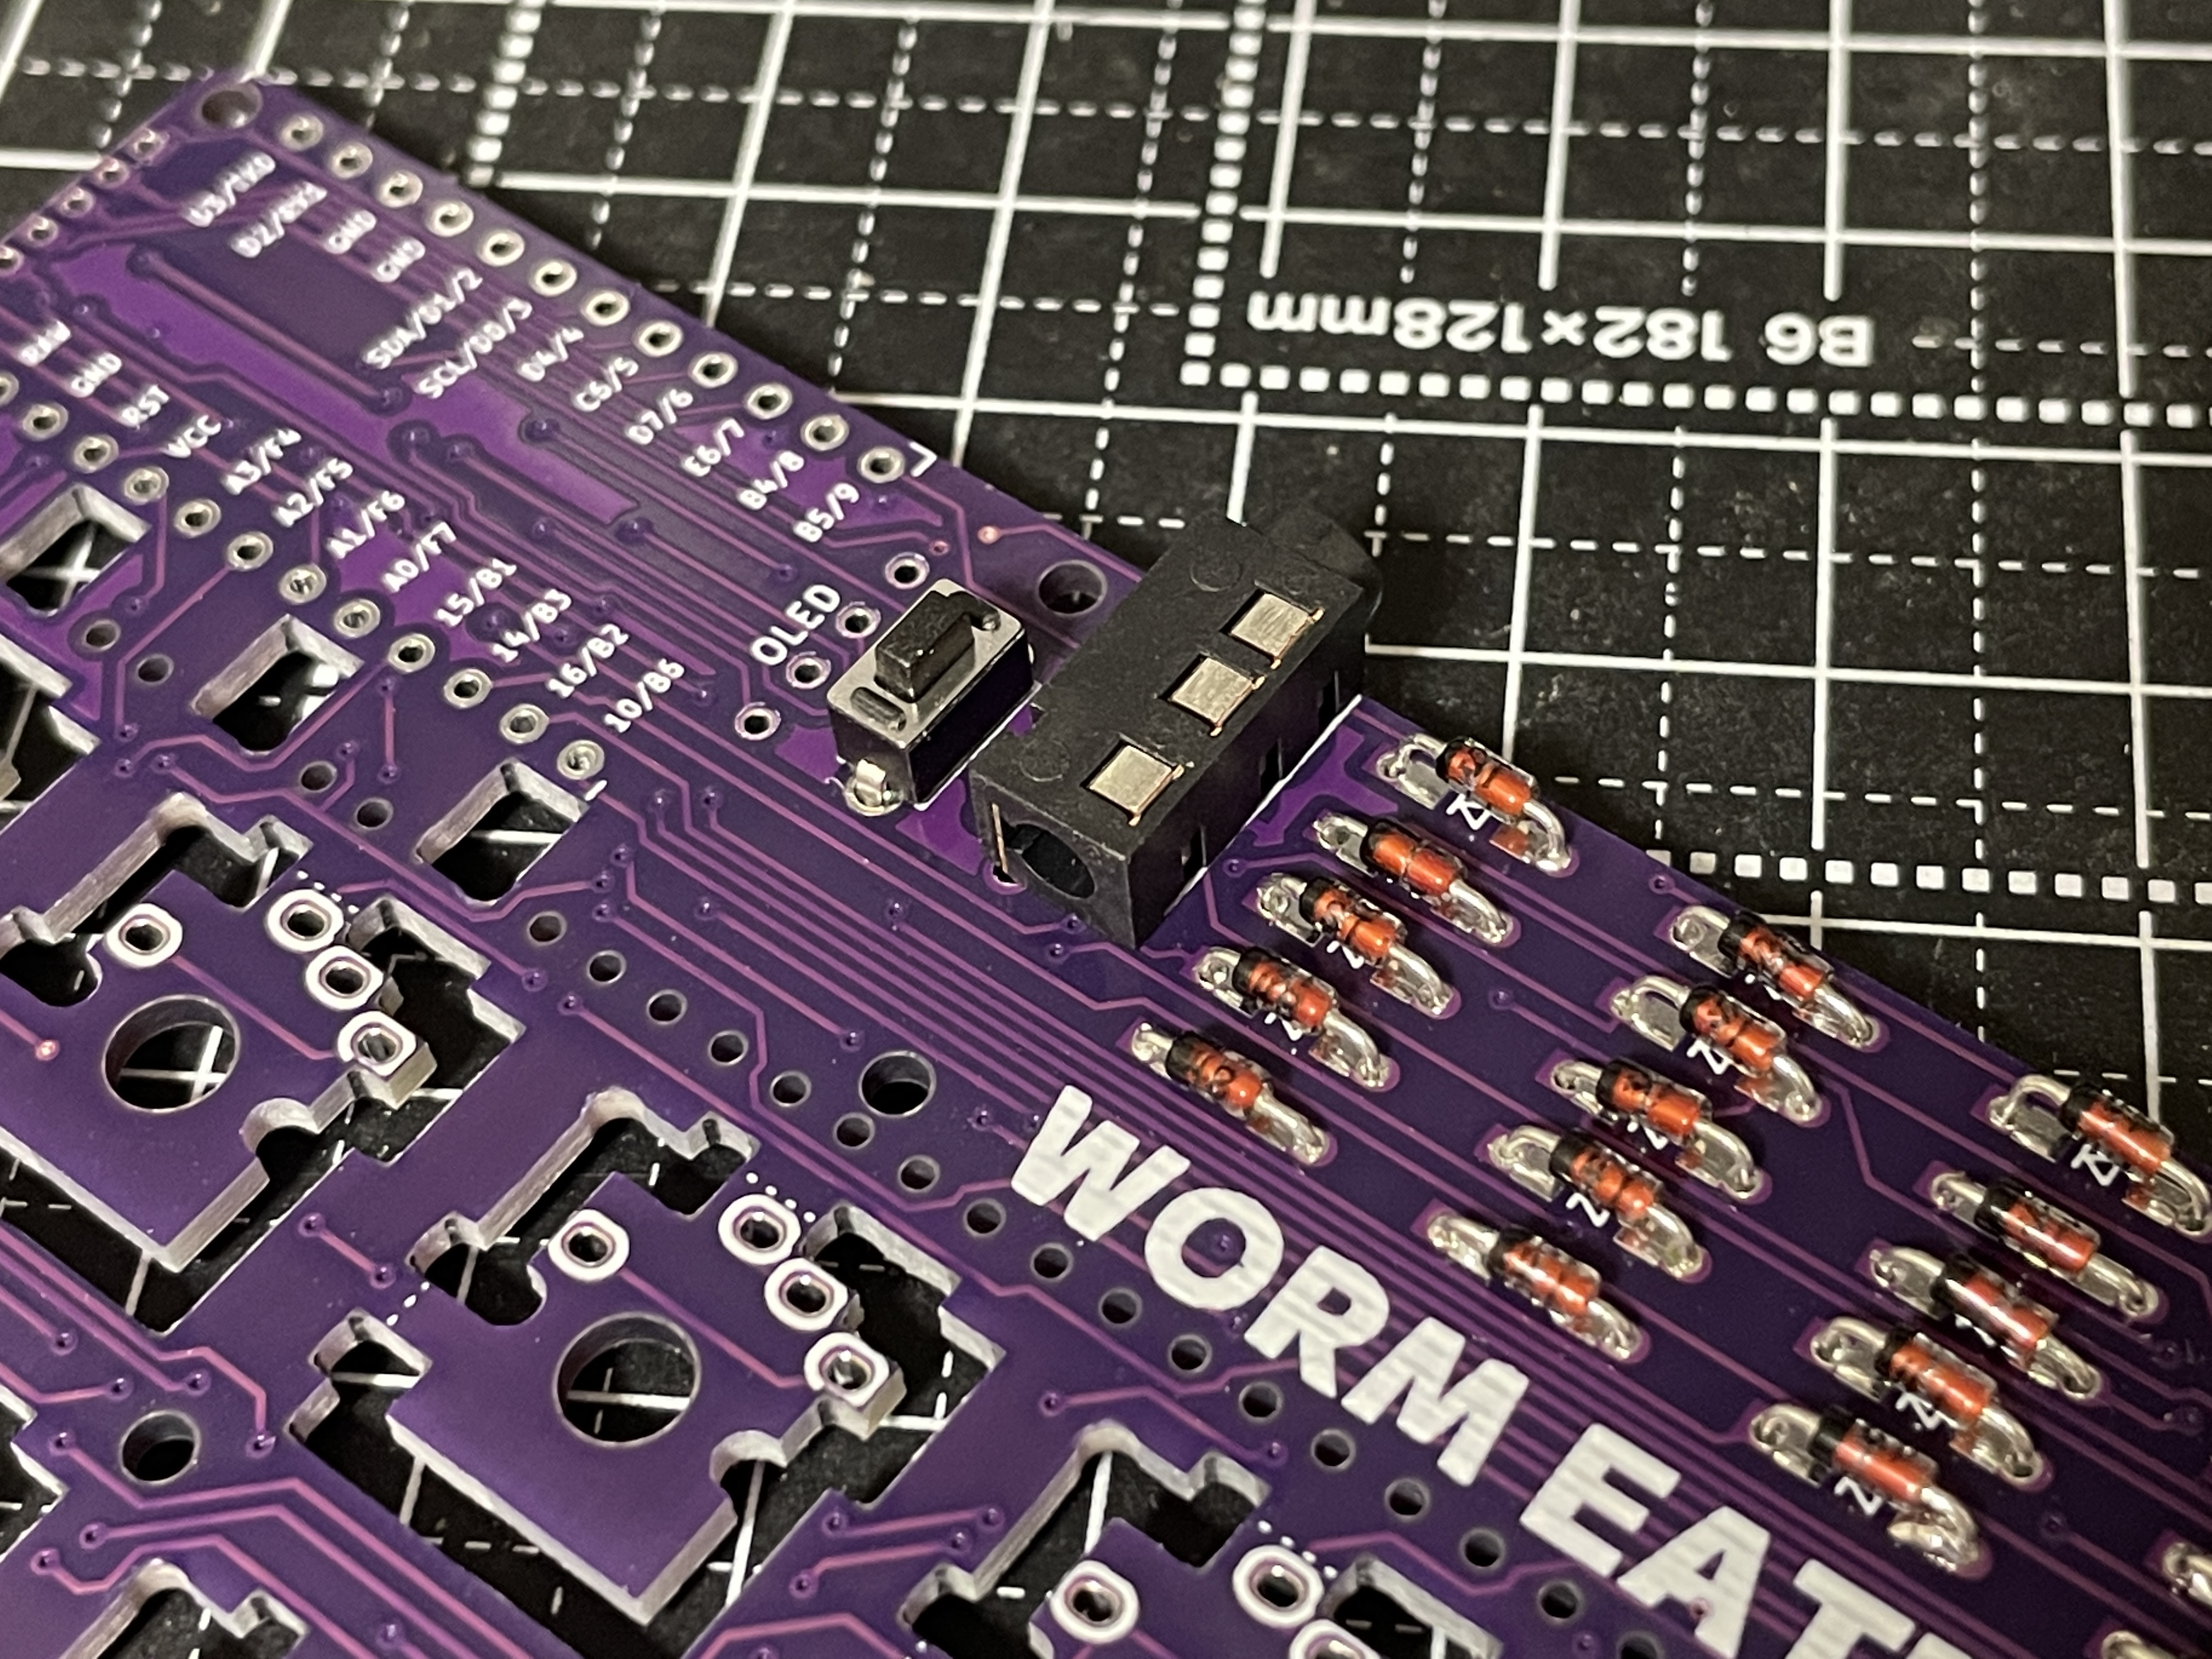 D3/TX0
D2/RX1
GND
GND
SDA/D1/2
SCL/D0/3
D4/4
C6/5
D7/6
E6/7
B4/8
B5/9
RAW
GND
RST
VCC
A3/F4
A2/F5
A1/F6
A0/F7
15/B1
14/B3
16/B2
10/B6
OLED
B6 182×128mm
WORM EAT